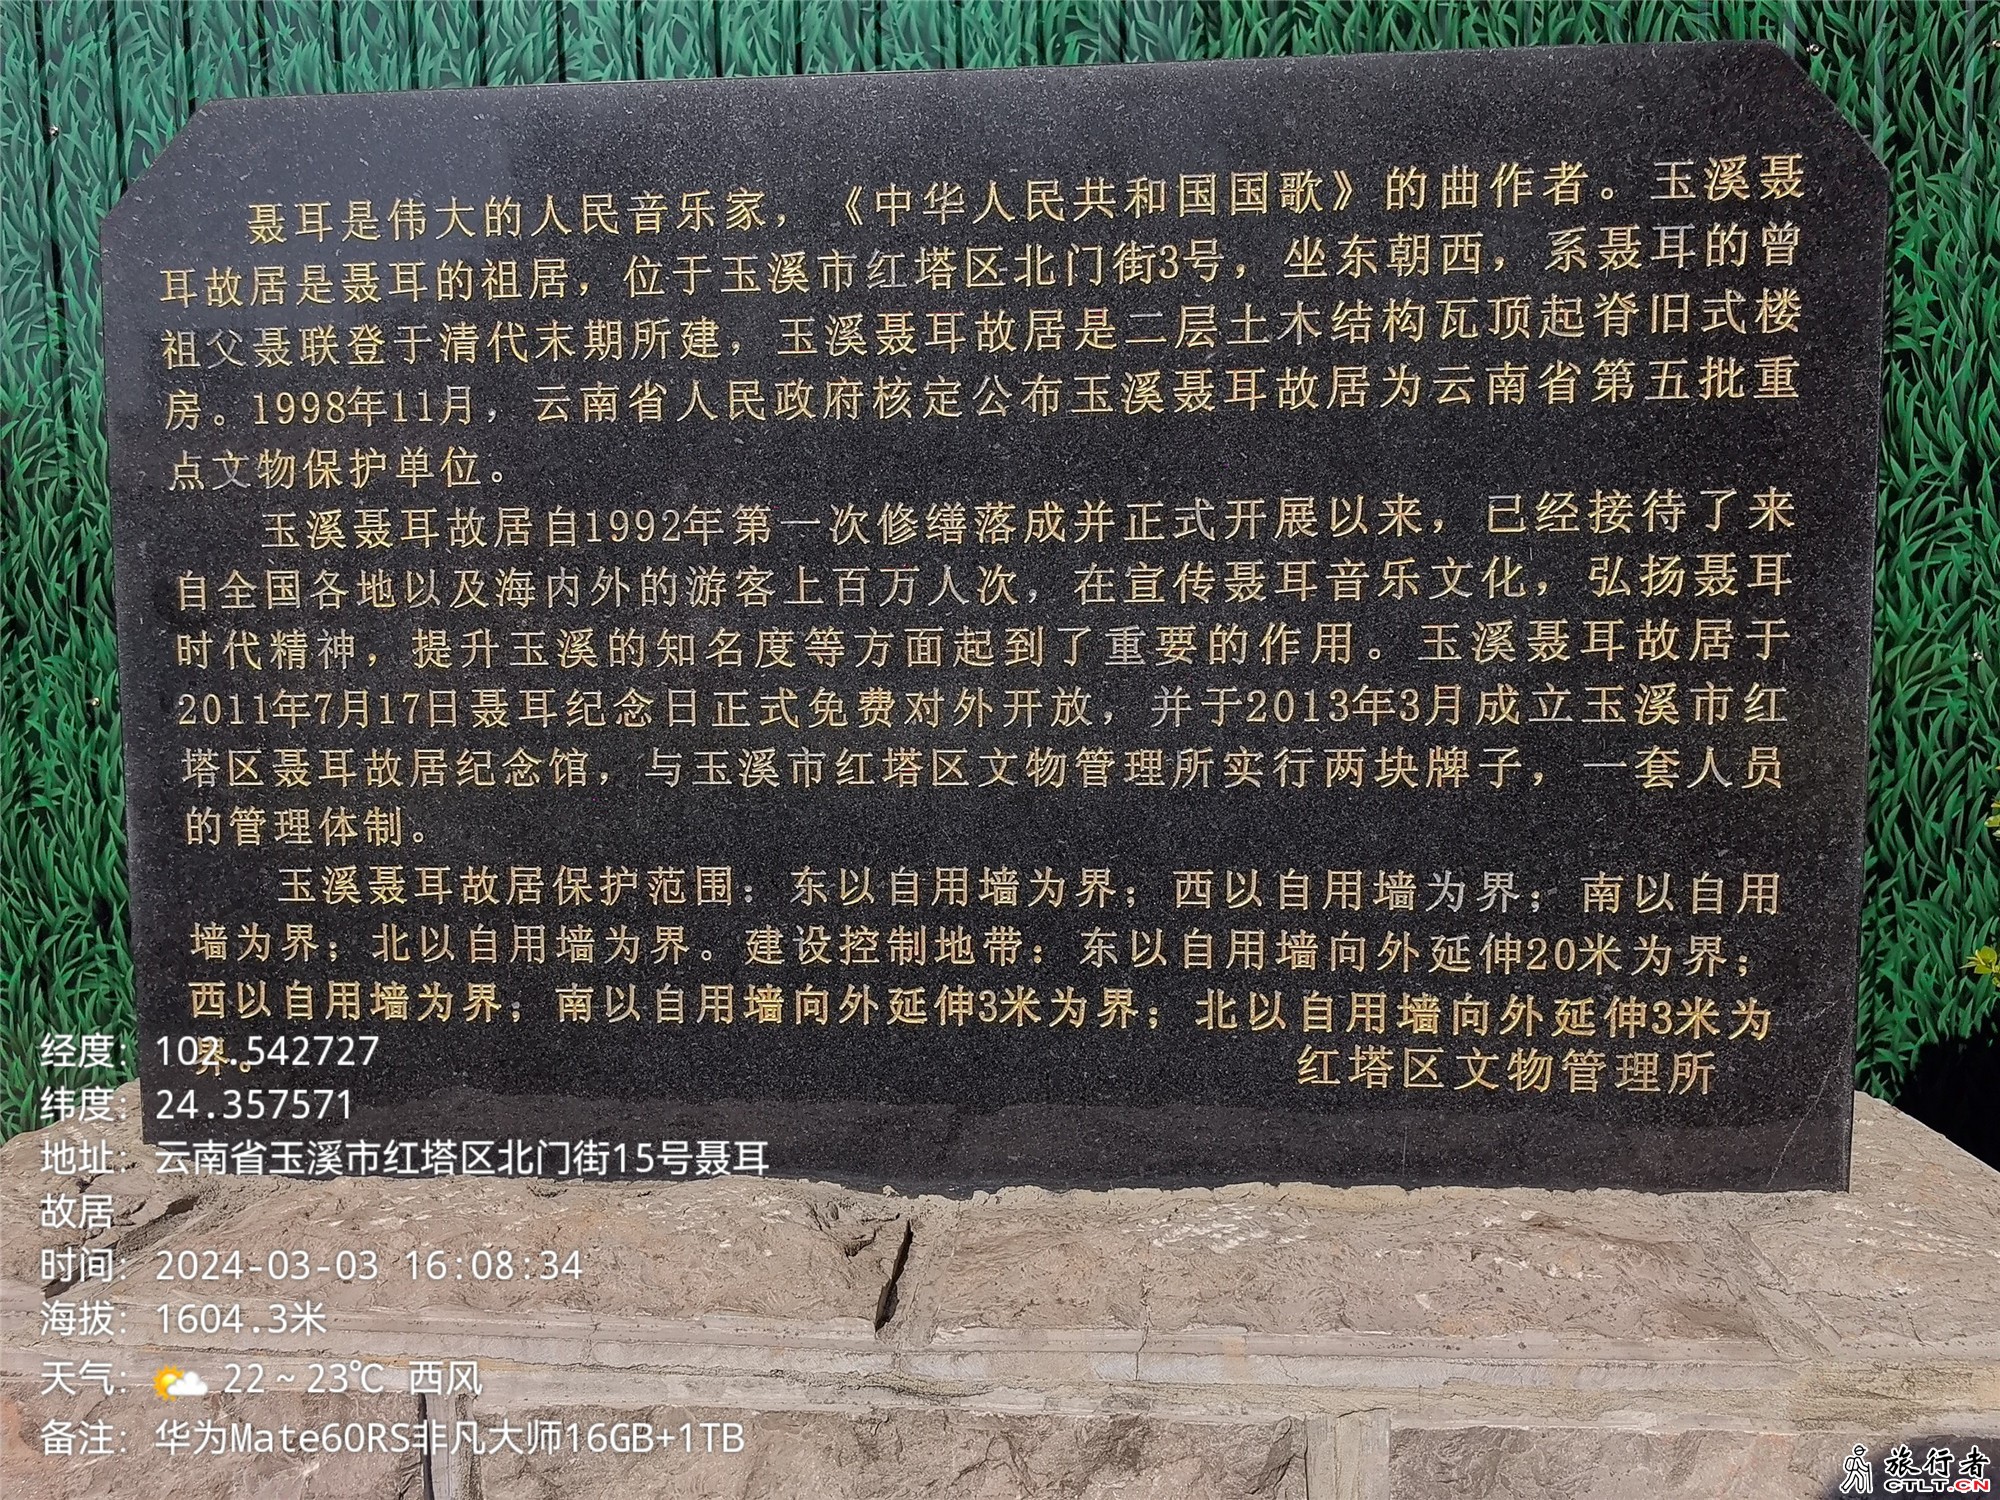 聂耳是伟大的人民音乐家，《中华人民共和国国歌》的曲作者。玉溪聂
耳故居是聂耳的祖居，位于玉溪市红塔区北门街3号，坐东朝西，系聂耳的曾
祖父聂联登于清代末期所建，玉溪聂耳故居是二层土木结构瓦顶起脊旧式楼
房。1998年11月，云南省人民政府核定公布玉溪聂耳故居为云南省第五批重
点文物保护单位。
玉溪聂耳故居自1992年第一次修缮落成并正式开展以来，已经接待了来
自全国各地以及海内外的游客上百万人次，在宣传聂耳音乐文化，弘扬聂耳
时代精神，提升玉溪的知名度等方面起到了重要的作用。玉溪聂耳故居于
2011年7月17日聂耳纪念日正式免费对外开放，并于2013年3月成立玉溪市红
塔区聂耳故居纪念馆，与玉溪市红塔区文物管理所实行两块牌子，一套人员
的管理体制。
玉溪聂耳故居保护范围：东以自用墙为界；西以自用墙为界；南以自用
墙为界；北以自用墙为界。建设控制地带：东以自用墙向外延伸20米为界；
西以自用墙为界；南以自用墙向外延伸3米为界；北以自用墙向外延伸3米为
界。
红塔区文物管理所
经度：102.542727
纬度：24.357571
地址：云南省玉溪市红塔区北门街15号聂耳
故居
时间：2024-03-03 16:08:34
海拔：1604.3米
天气：22~23℃ 西风
备注：华为Mate60RS非凡大师16GB+1TB
旅行者
CTLT.CN